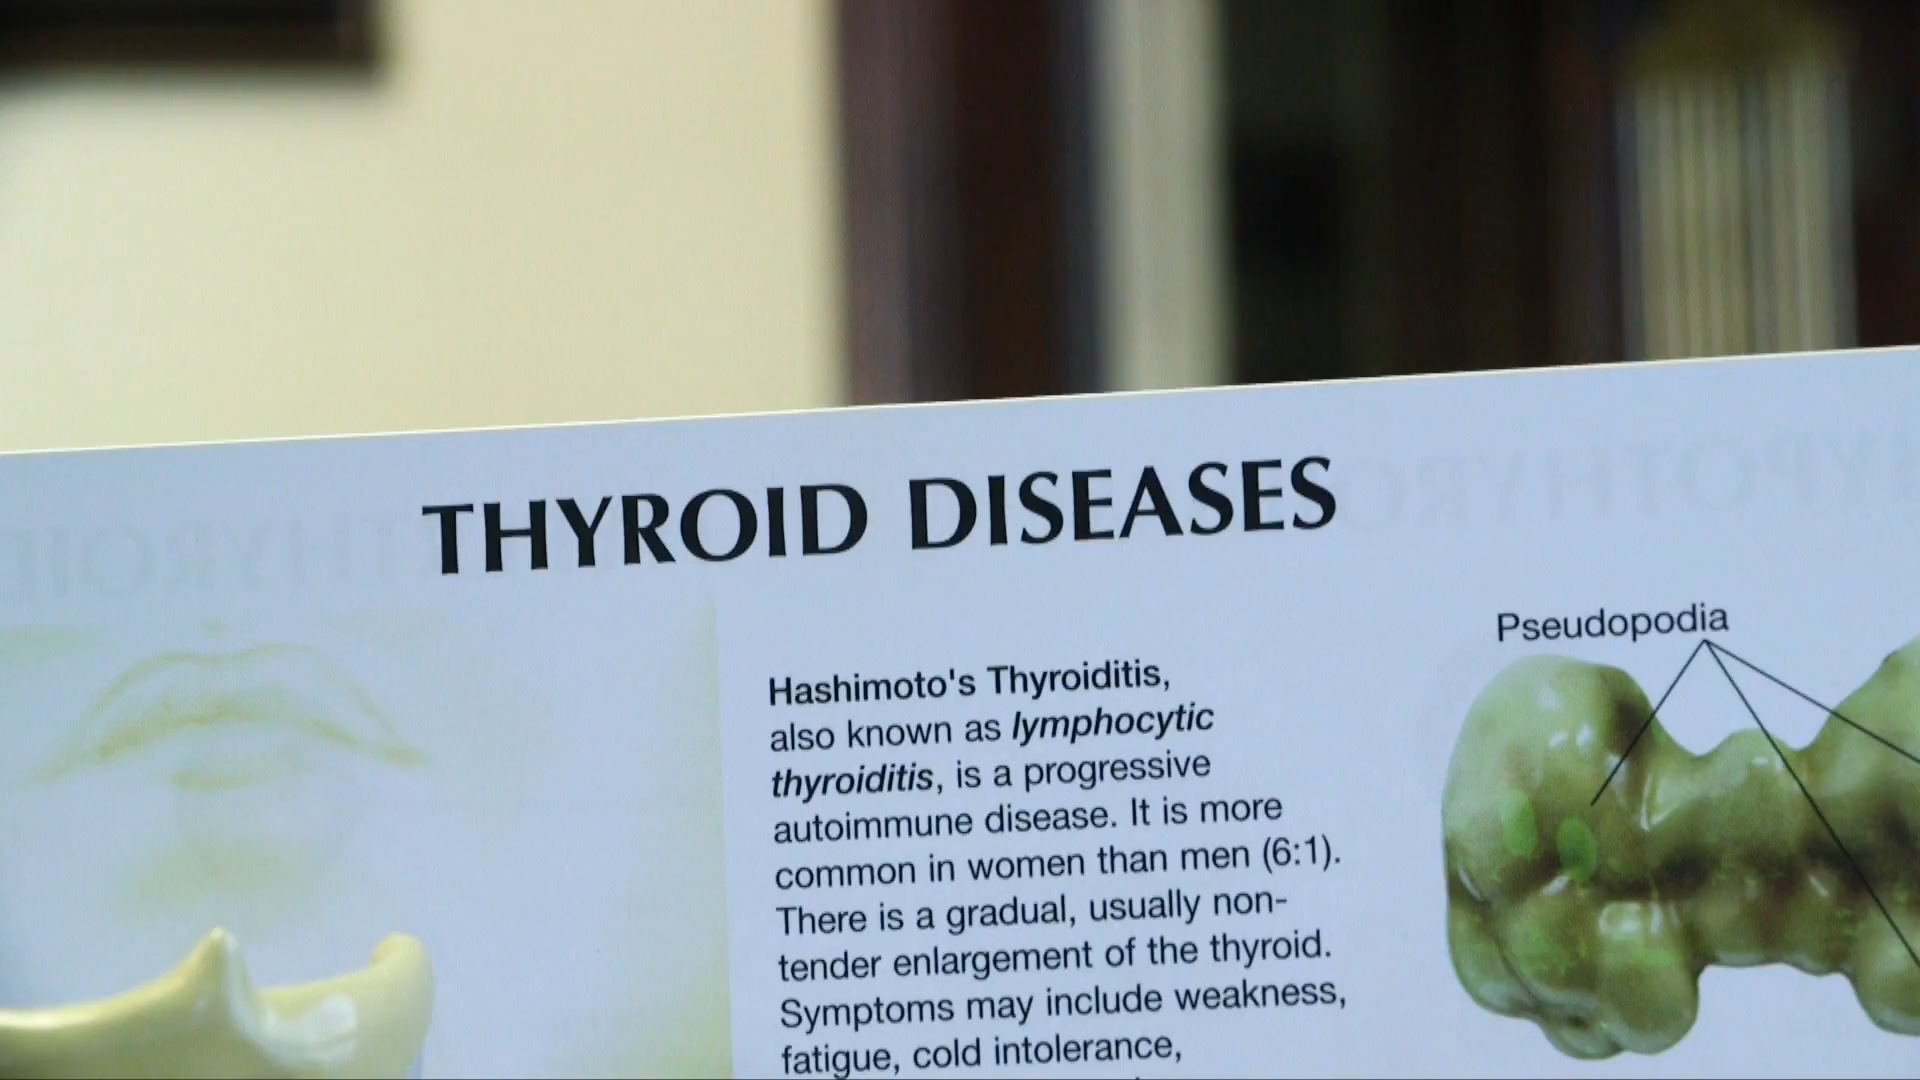 THYROID DISEASES
Pseudopodia
Hashimoto's Thyroiditis,
also known as lymphocytic
thyroiditis, is a progressive
autoimmune disease. It is more
common in women than men (6:1).
There is a gradual, usually non-
tender enlargement of the thyroid.
Symptoms may include weakness,
fatigue, cold intolerance,